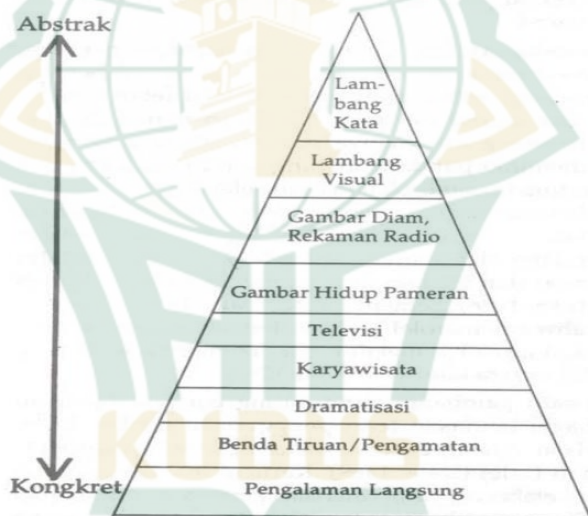 Abstrak
Lam-
bang
Kata
Lambang
Visual
Gambar Diam,
Rekaman Radio
Gambar Hidup Pameran
Televisi
Karyawisata
Dramatisasi
Benda Tiruan/Pengamatan
Kongkret
Pengalaman Langsung
KUDUS